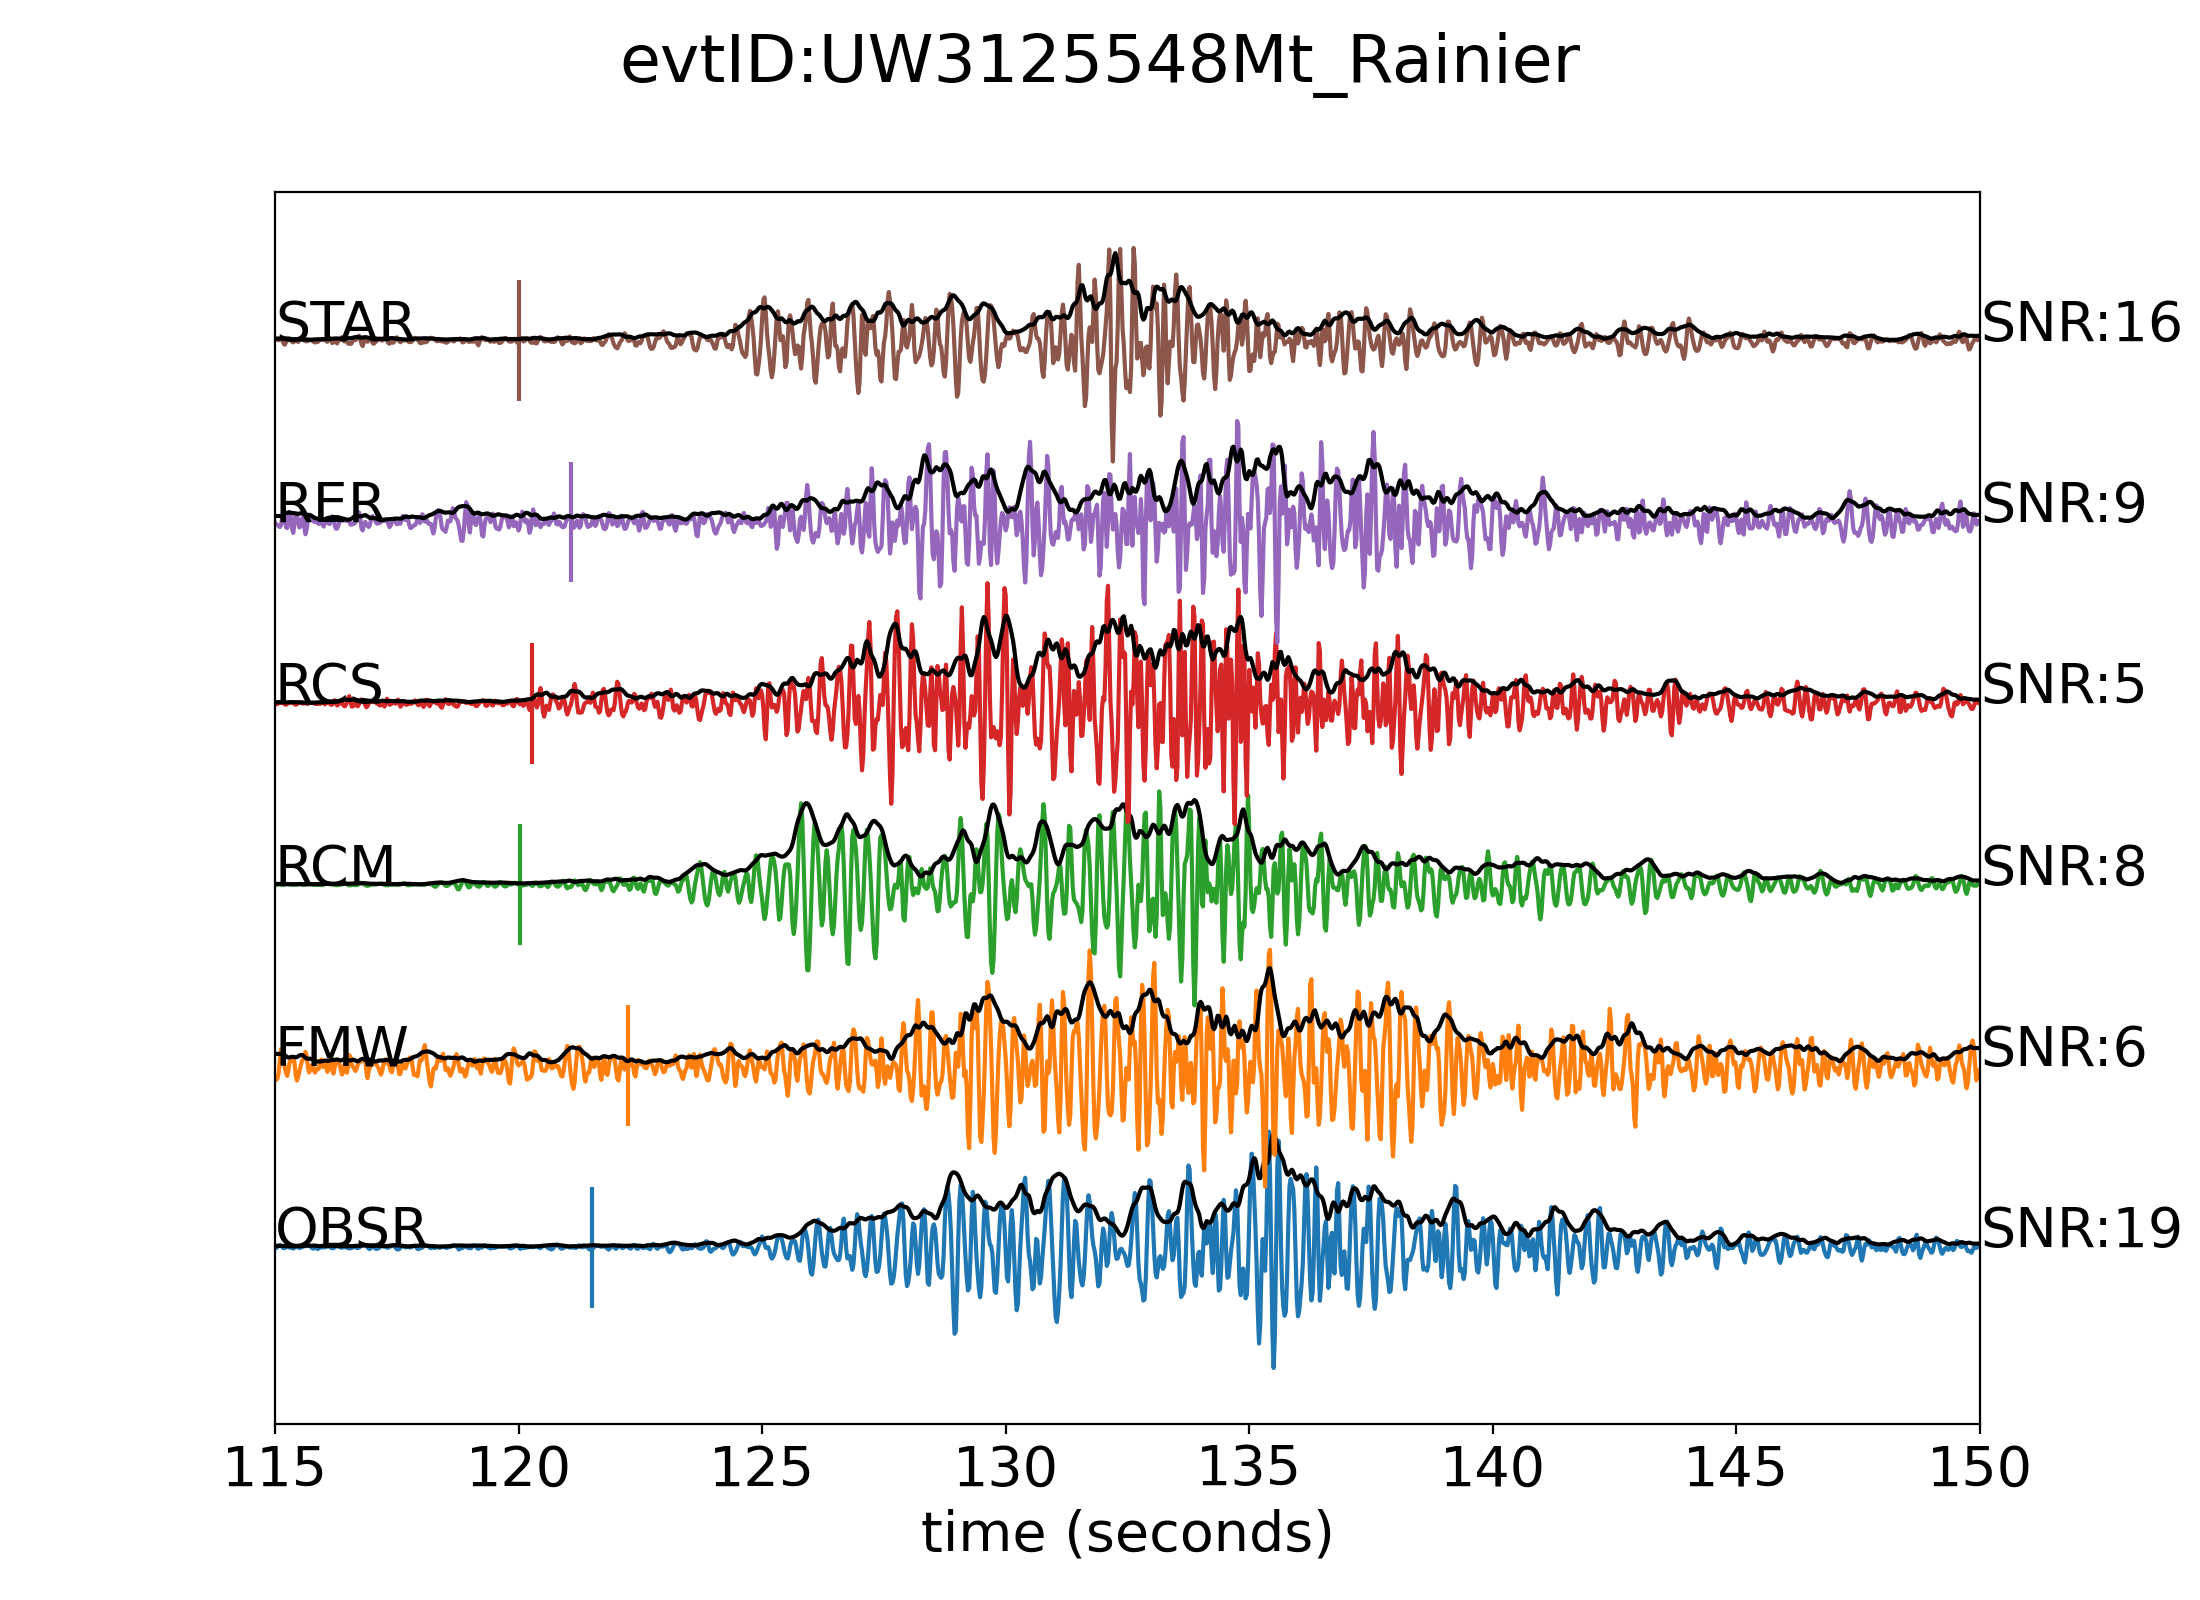 evtID:UW3125548Mt_Rainier
STAR SNR:16
RER SNR:9
RCS SNR:5
RCM SNR:8
FMW SNR:6
OBSR SNR:19
115 120 125 130 135 140 145 150
time (seconds)